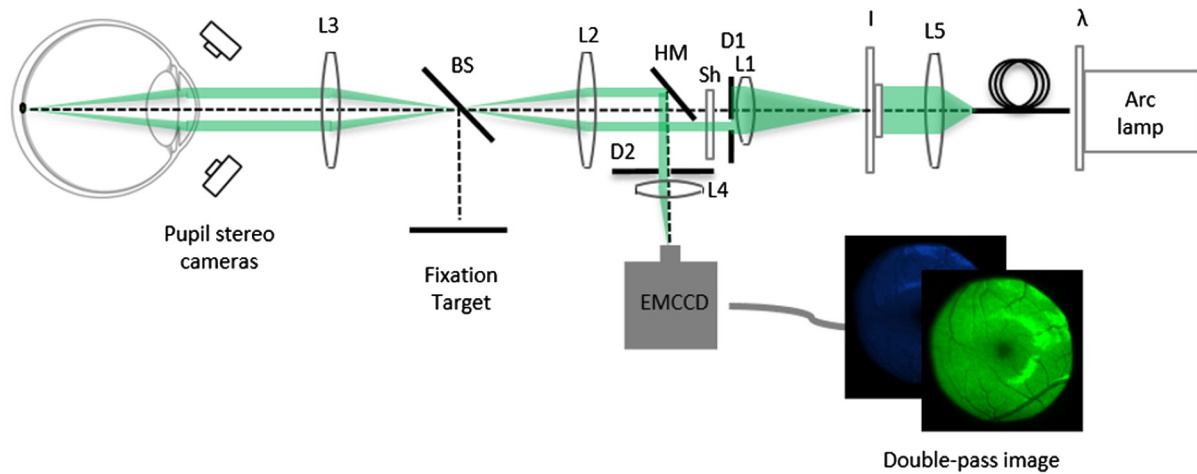 L3
BS
L2
HM
Sh
D1
L1
I
L5
λ
Arc
lamp
D2
L4
Pupil stereo
cameras
Fixation
Target
EMCCD
Double-pass image